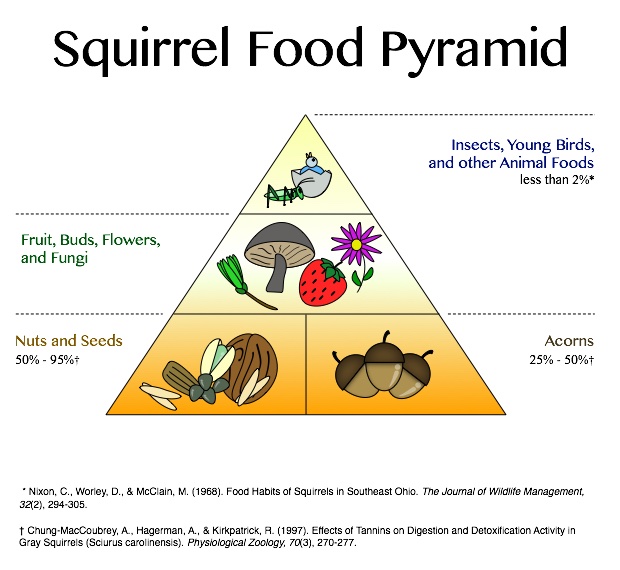 Squirrel Food Pyramid
Insects, Young Birds,
and other Animal Foods
less than 2%*
Fruit, Buds, Flowers,
and Fungi
Nuts and Seeds
50% - 95%†
Acorns
25% - 50%†
* Nixon, C., Worley, D., & McClain, M. (1968). Food Habits of Squirrels in Southeast Ohio. The Journal of Wildlife Management,
32(2), 294-305.
† Chung-MacCoubrey, A., Hagerman, A., & Kirkpatrick, R. (1997). Effects of Tannins on Digestion and Detoxification Activity in
Gray Squirrels (Sciurus carolinensis). Physiological Zoology, 70(3), 270-277.